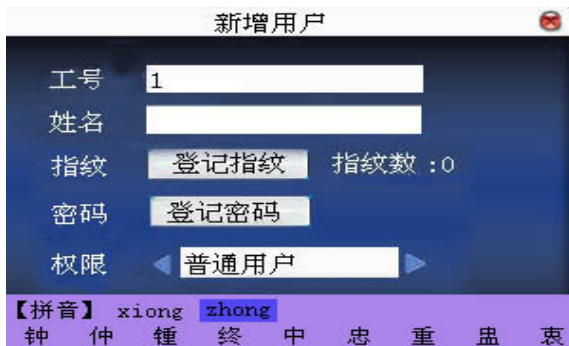 新增用户
工号 1
姓名
指纹 登记指纹 指纹数 :0
密码 登记密码
权限 普通用户
【拼音】 xiong zhong
钟 仲 锺 终 中 忠 重 蛊 衷